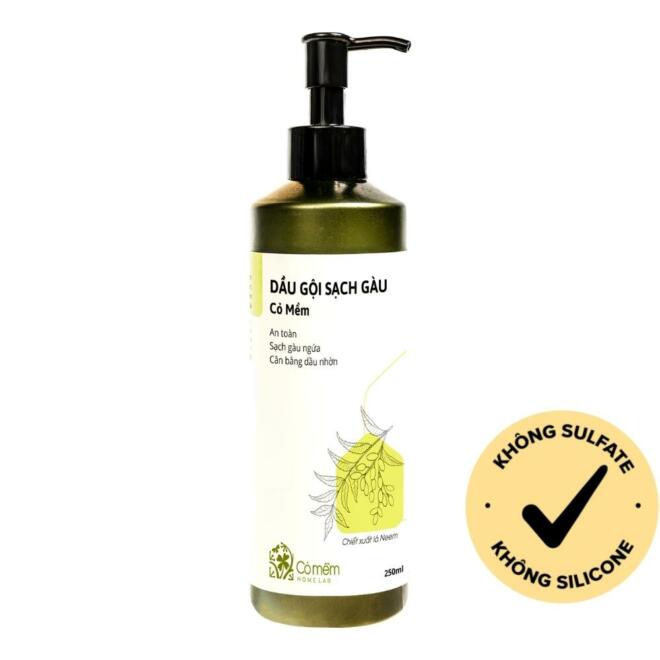 DẦU GỘI SẠCH GÀU
Cỏ Mềm
An toàn
Sạch gàu ngứa
Cân bằng dầu nhờn
Chiết xuất lá Neem
Cỏ mềm
HOME LAB
250ml
KHÔNG SULFATE
KHÔNG SILICONE